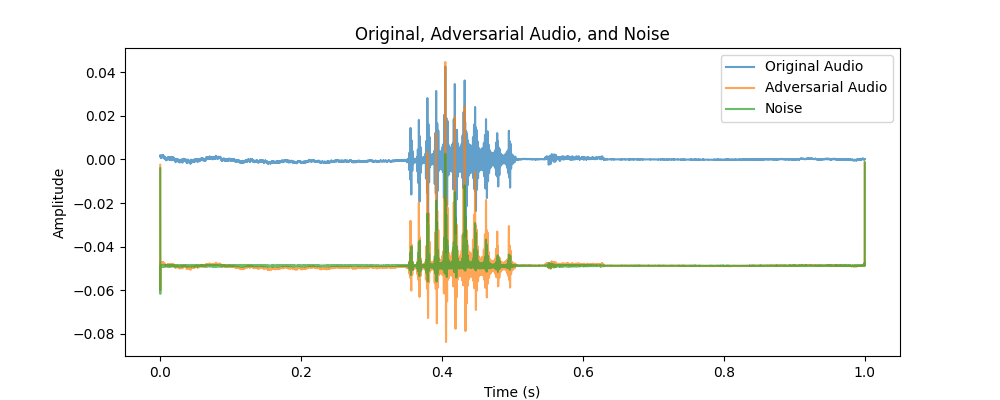 Original, Adversarial Audio, and Noise
Original Audio
Adversarial Audio
Noise
Amplitude
0.04
0.02
0.00
−0.02
−0.04
−0.06
−0.08
0.0 0.2 0.4 0.6 0.8 1.0
Time (s)